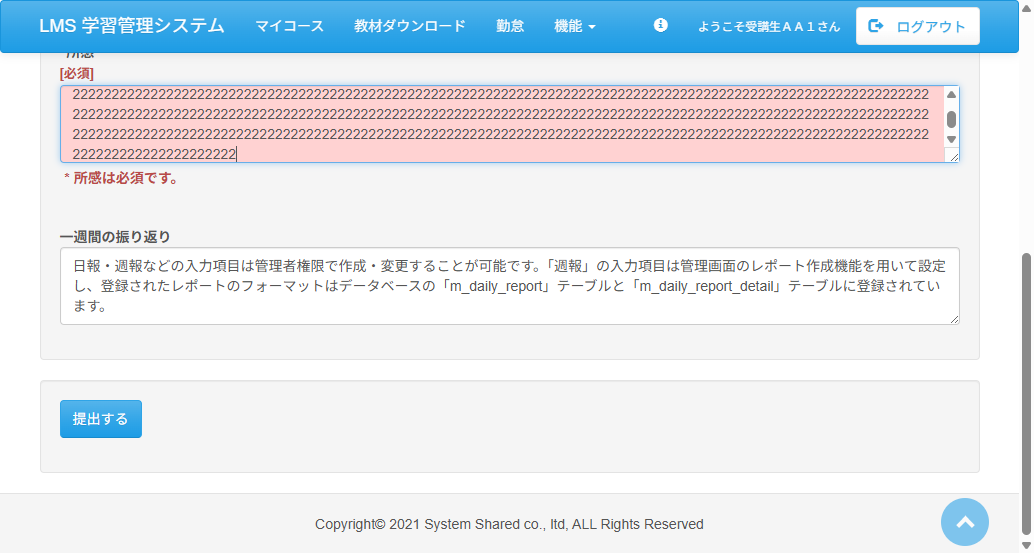 LMS 学習管理システム マイコース 教材ダウンロード 勤怠 機能 ようこそ受講生ＡＡ１さん ログアウト
所感
[必須]
22222222222222222222222222222222222222222222222222222222222222222222222222222222222222222222222222222222222222
22222222222222222222222222222222222222222222222222222222222222222222222222222222222222222222222222222222222222
22222222222222222222222222222222222222222222222222222222222222222222222222222222222222222222222222222222222222
222222222222222222222
* 所感は必須です。
一週間の振り返り
日報・週報などの入力項目は管理者権限で作成・変更することが可能です。「週報」の入力項目は管理画面のレポート作成機能を用いて設定
し、登録されたレポートのフォーマットはデータベースの「m_daily_report」テーブルと「m_daily_report_detail」テーブルに登録されてい
ます。
提出する
Copyright© 2021 System Shared co., ltd, ALL Rights Reserved